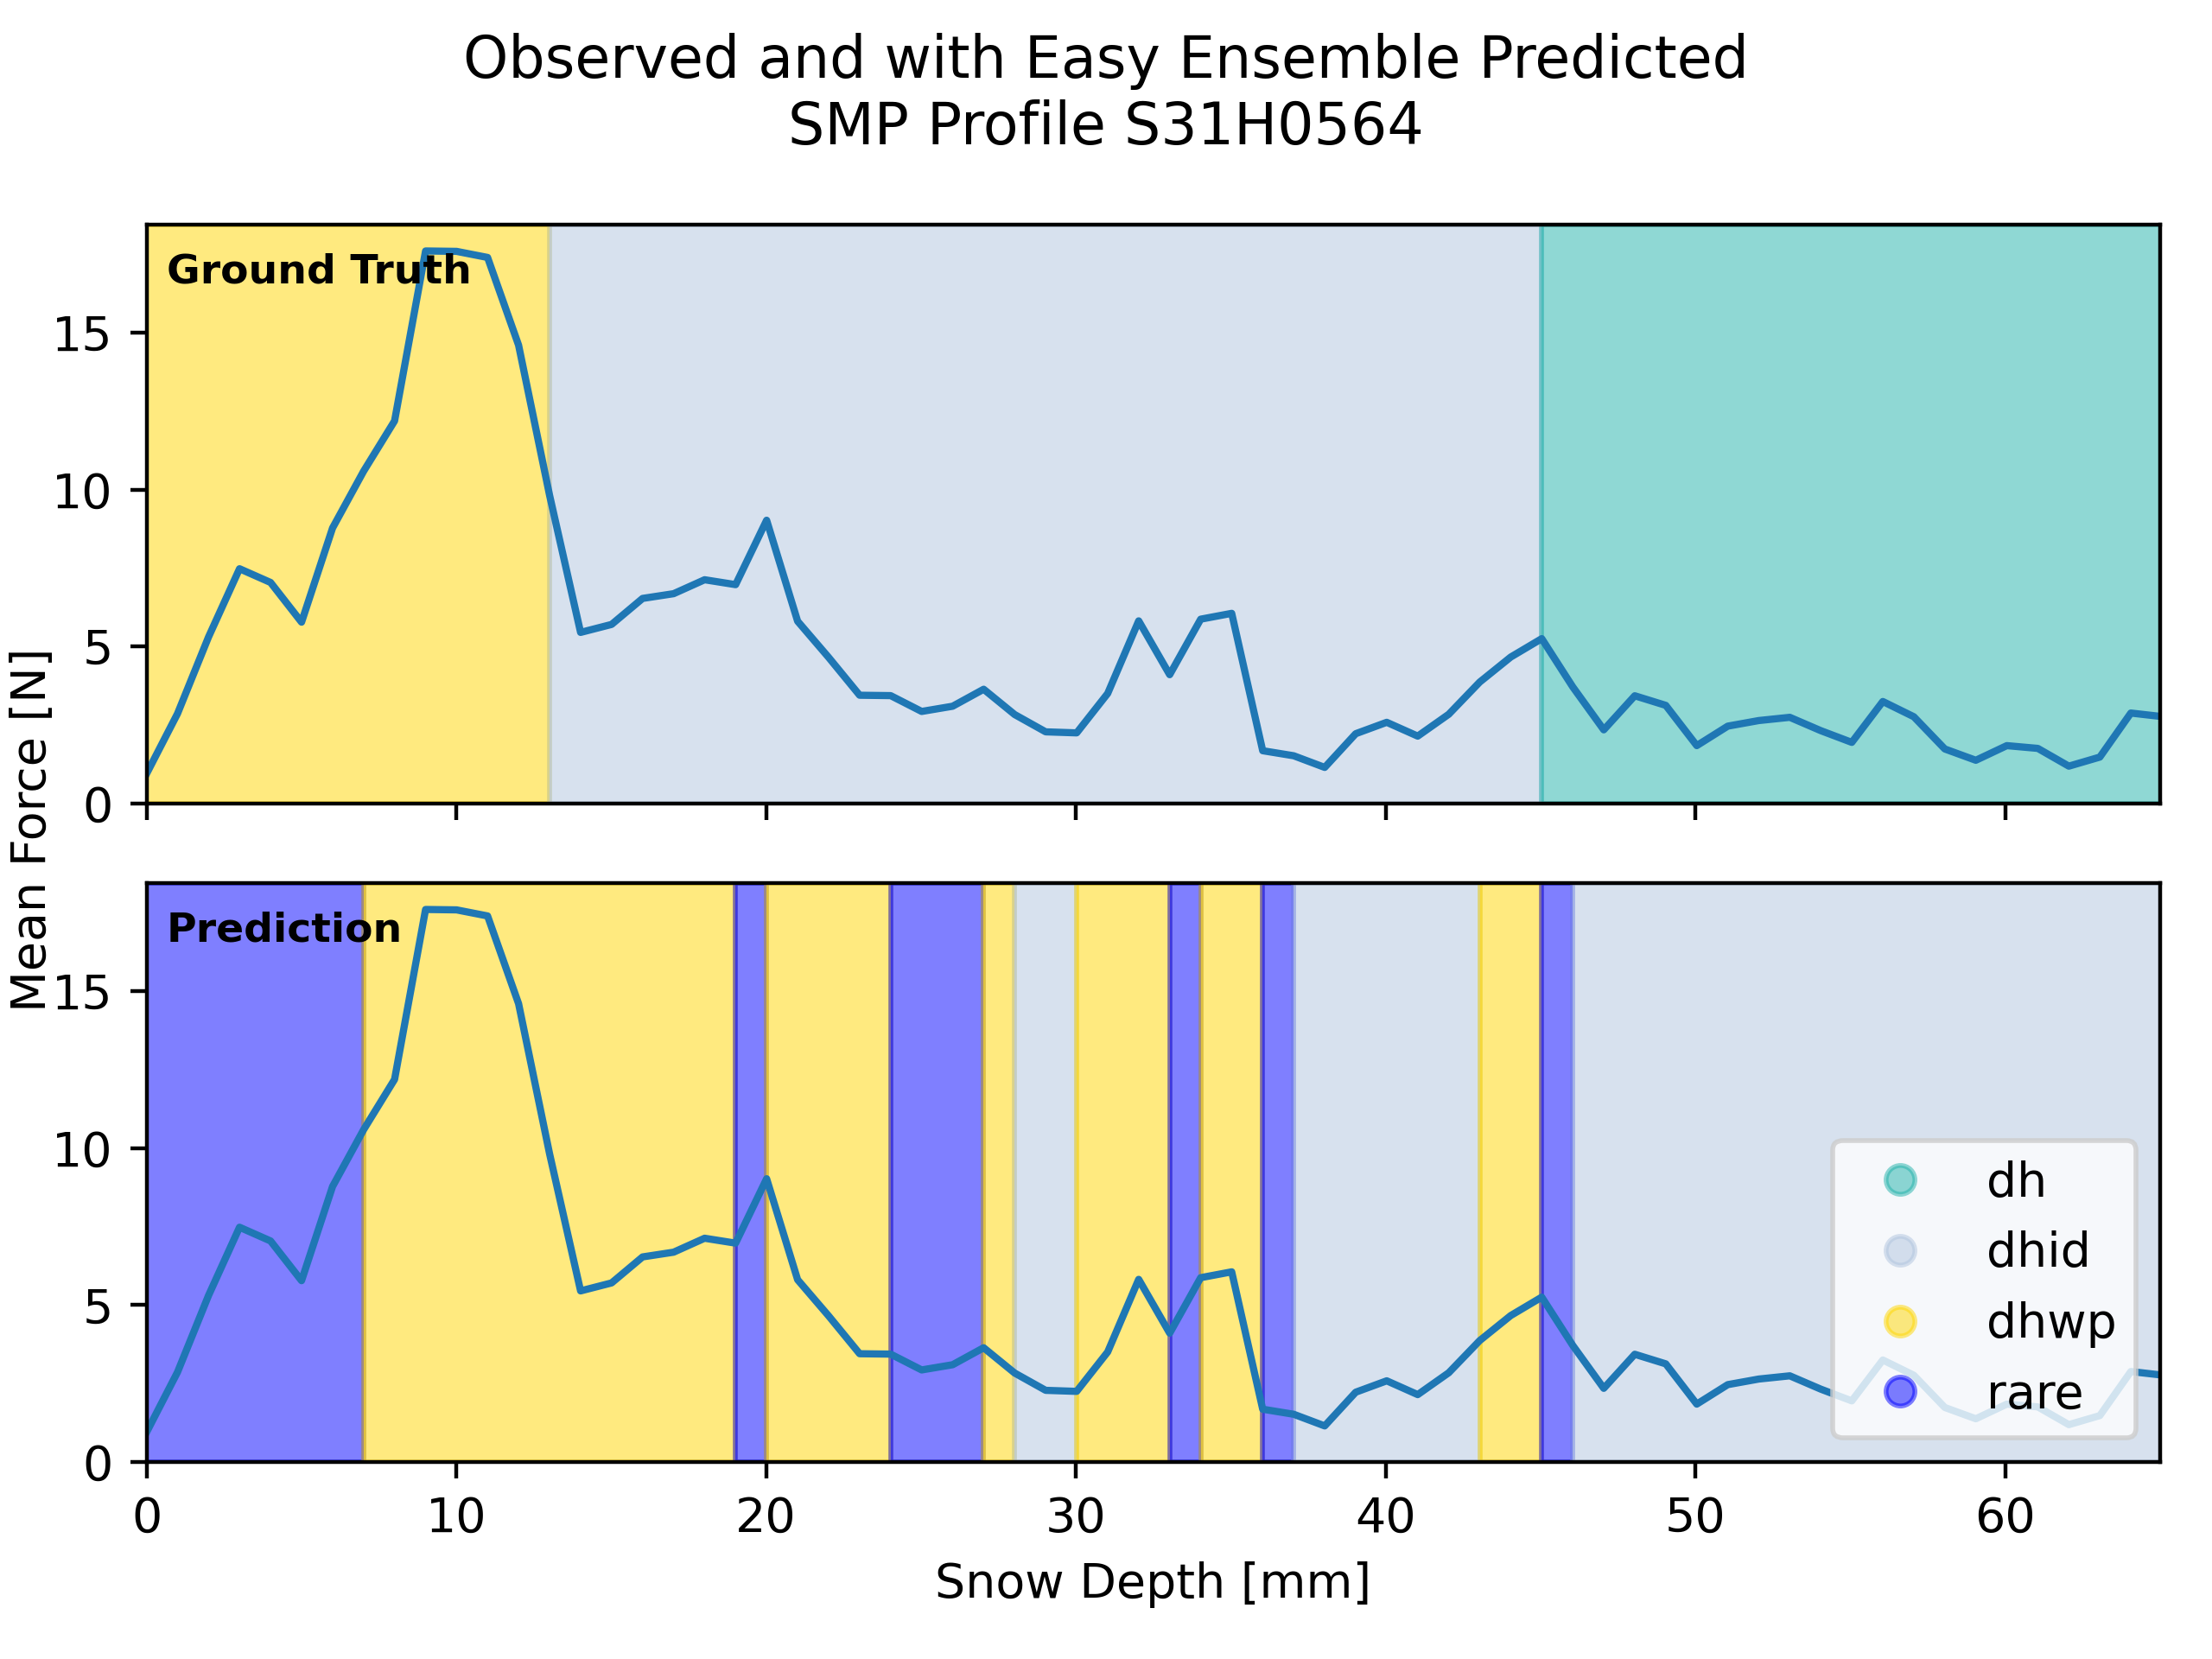 Observed and with Easy Ensemble Predicted
SMP Profile S31H0564
Ground Truth
15
10
5
0
Mean Force [N]
Prediction
15
10
5
0
dh
dhid
dhwp
rare
0 10 20 30 40 50 60
Snow Depth [mm]